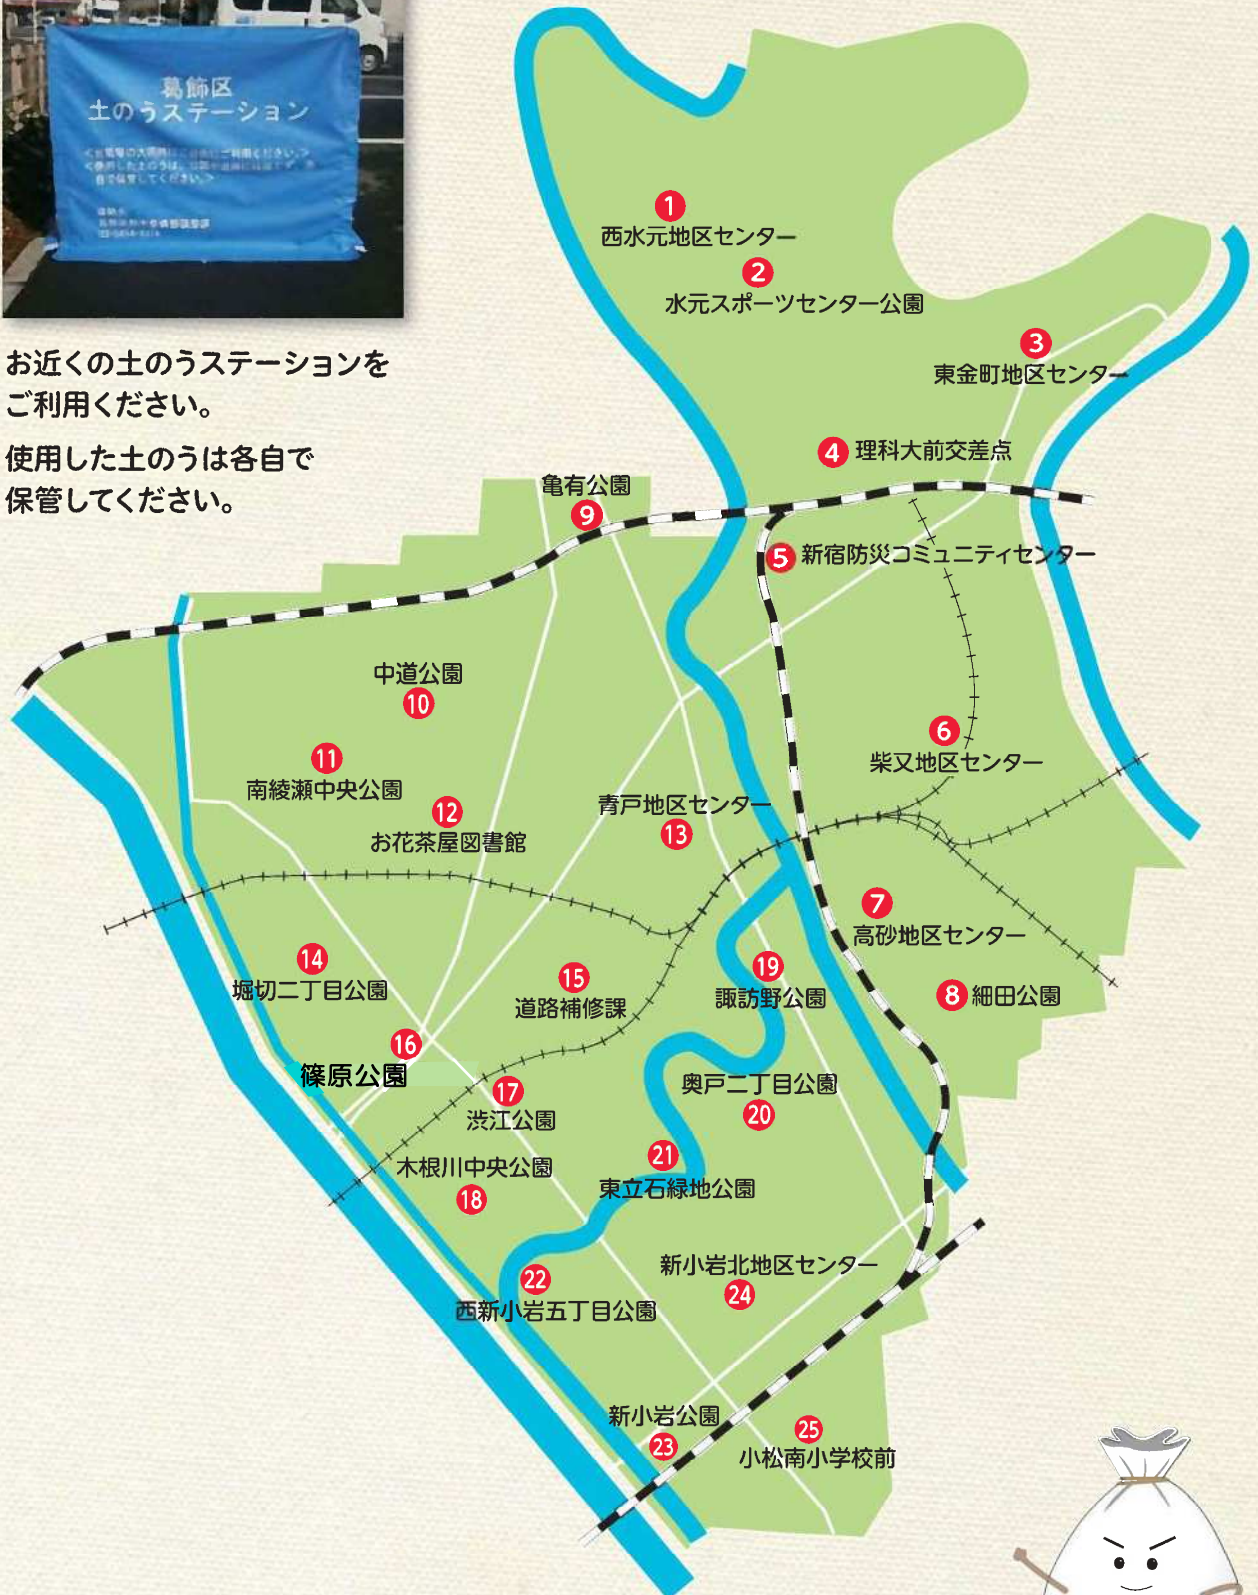 葛飾区
土のうステーション
お近くの土のうステーションを
ご利用ください。
使用した土のうは各自で
保管してください。
1
西水元地区センター
2
水元スポーツセンター公園
3
東金町地区センター
4 理科大前交差点
亀有公園
9
5 新宿防災コミュニティセンター
中道公園
10
6
柴又地区センター
11
南綾瀬中央公園
12
お花茶屋図書館
青戸地区センター
13
7
高砂地区センター
14
堀切二丁目公園
15
道路補修課
19
諏訪野公園
8 細田公園
16
篠原公園
17
渋江公園
奥戸二丁目公園
20
木根川中央公園
18
21
東立石緑地公園
22
西新小岩五丁目公園
新小岩北地区センター
24
新小岩公園
23
25
小松南小学校前